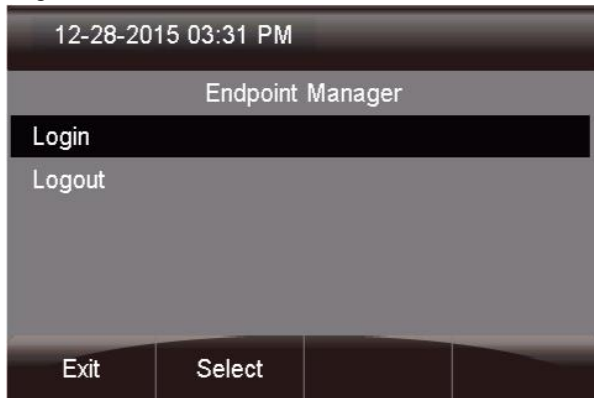 12-28-2015 03:31 PM
Endpoint Manager
Login
Logout
Exit Select